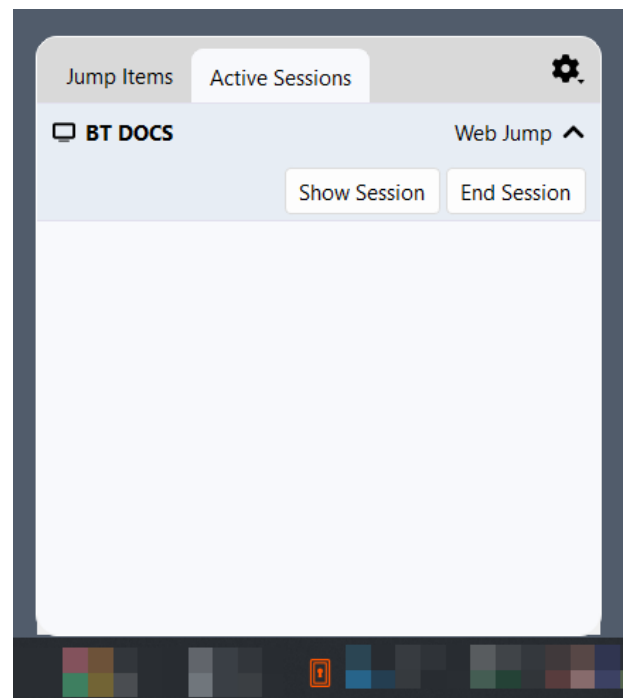 Jump Items Active Sessions
BT DOCS Web Jump
Show Session End Session